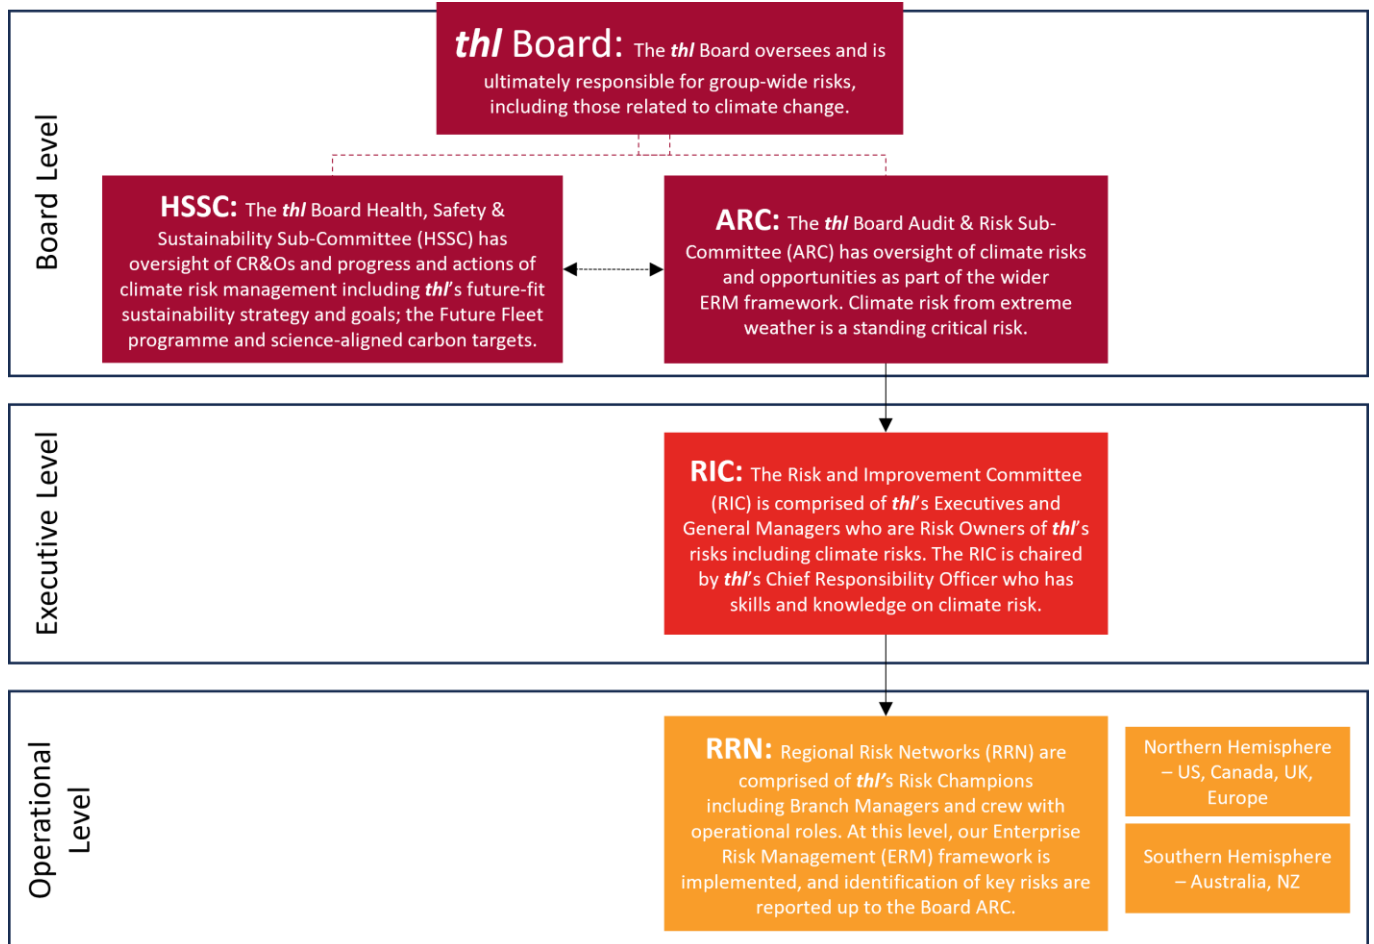 Board Level
thl Board: The thl Board oversees and is
ultimately responsible for group-wide risks,
including those related to climate change.
HSSC: The thl Board Health, Safety &
Sustainability Sub-Committee (HSSC) has
oversight of CR&Os and progress and actions of
climate risk management including thl's future-fit
sustainability strategy and goals; the Future Fleet
programme and science-aligned carbon targets.
ARC: The thl Board Audit & Risk Sub-
Committee (ARC) has oversight of climate risks
and opportunities as part of the wider
ERM framework. Climate risk from extreme
weather is a standing critical risk.
Executive Level
RIC: The Risk and Improvement Committee
(RIC) is comprised of thl's Executives and
General Managers who are Risk Owners of thl's
risks including climate risks. The RIC is chaired
by thl's Chief Responsibility Officer who has
skills and knowledge on climate risk.
Operational
Level
RRN: Regional Risk Networks (RRN) are
comprised of thl's Risk Champions
including Branch Managers and crew with
operational roles. At this level, our Enterprise
Risk Management (ERM) framework is
implemented, and identification of key risks are
reported up to the Board ARC.
Northern Hemisphere
– US, Canada, UK,
Europe
Southern Hemisphere
– Australia, NZ